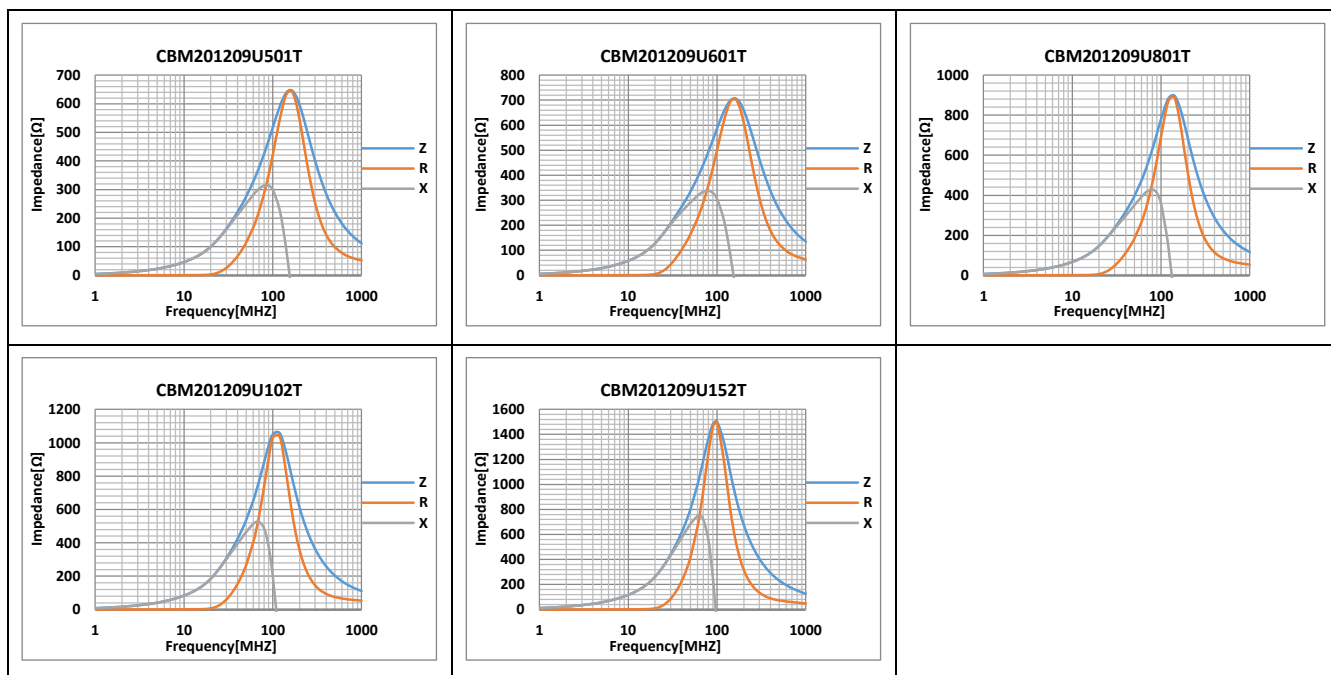 CBM201209U501T
700
600
500
400
300
200
100
0
Impedance[Ω]
1 10 100 1000
Frequency[MHZ]
Z
R
X
CBM201209U601T
800
700
600
500
400
300
200
100
0
Impedance[Ω]
1 10 100 1000
Frequency[MHZ]
Z
R
X
CBM201209U801T
1000
800
600
400
200
0
Impedance[Ω]
1 10 100 1000
Frequency[MHZ]
Z
R
X
CBM201209U102T
1200
1000
800
600
400
200
0
Impedance[Ω]
1 10 100 1000
Frequency[MHZ]
Z
R
X
CBM201209U152T
1600
1400
1200
1000
800
600
400
200
0
Impedance[Ω]
1 10 100 1000
Frequency[MHZ]
Z
R
X